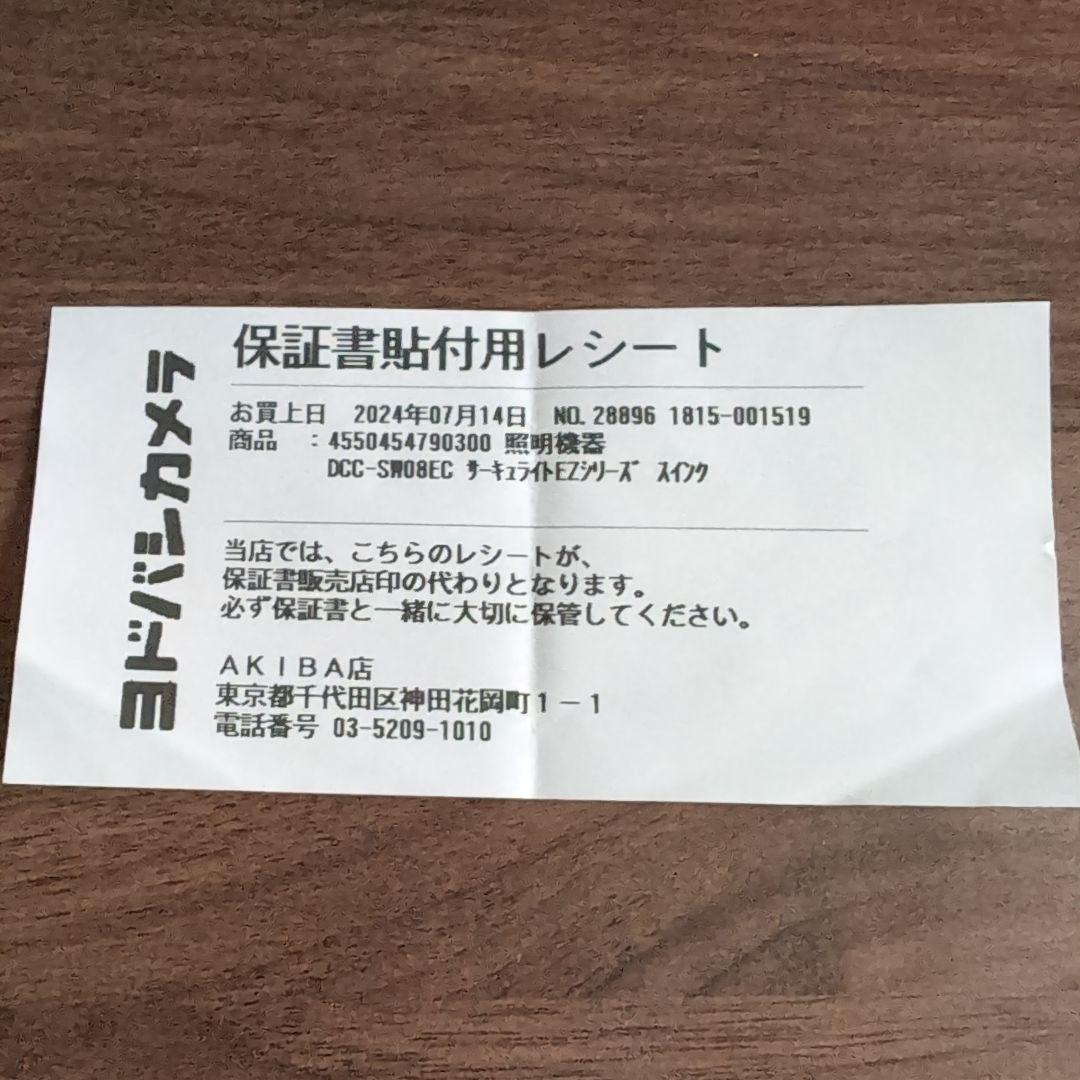 ヨドバシカメラ
保証書貼付用レシート
お買上日 2024年07月14日 NO.28896 1815-001519
商品 :4550454790300 照明機器
DCC-SW08EC ｻｰｷｭﾗｲﾄEZｼﾘｰｽﾞ ｽｲﾝｸ
当店では、こちらのレシートが、
保証書販売店印の代わりとなります。
必ず保証書と一緒に大切に保管してください。
ＡＫＩＢＡ店
東京都千代田区神田花岡町１－１
電話番号 03-5209-1010